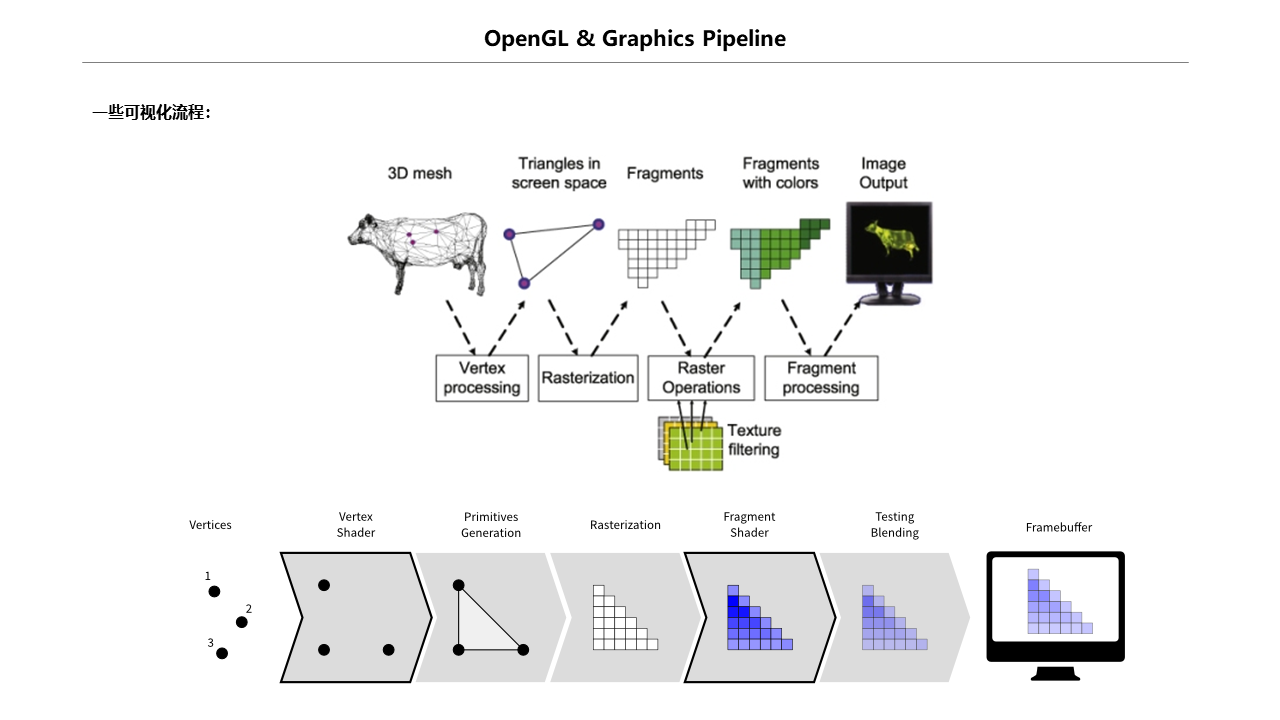 OpenGL & Graphics Pipeline
一些可视化流程：
3D mesh
Triangles in
screen space
Fragments
Fragments
with colors
Image
Output
Vertex
processing
Rasterization
Raster
Operations
Fragment
processing
Texture
filtering
Vertices
Vertex
Shader
Primitives
Generation
Rasterization
Fragment
Shader
Testing
Blending
Framebuffer
1
2
3